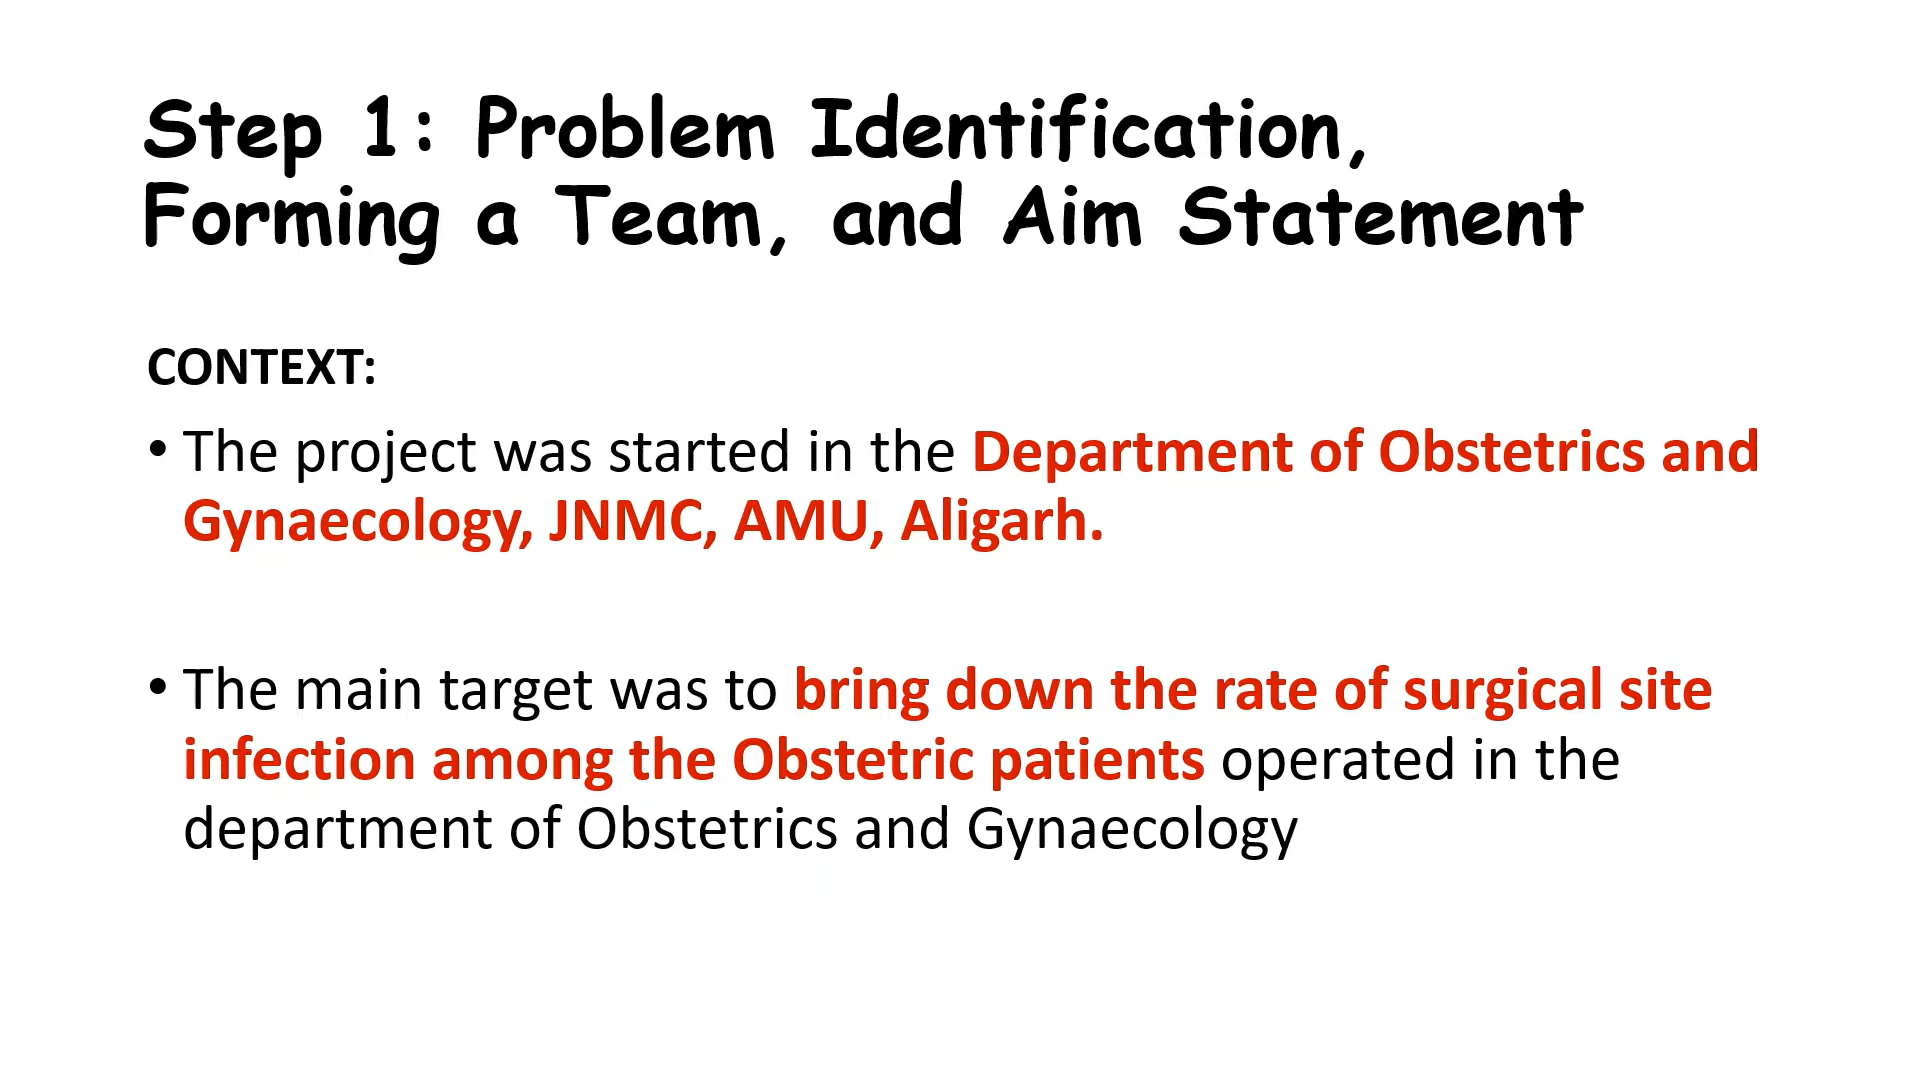 Step 1: Problem Identification,
Forming a Team, and Aim Statement
CONTEXT:
• The project was started in the Department of Obstetrics and
Gynaecology, JNMC, AMU, Aligarh.
• The main target was to bring down the rate of surgical site
infection among the Obstetric patients operated in the
department of Obstetrics and Gynaecology